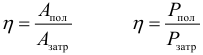 η = A_пол / A_затр    η = P_пол / P_затр